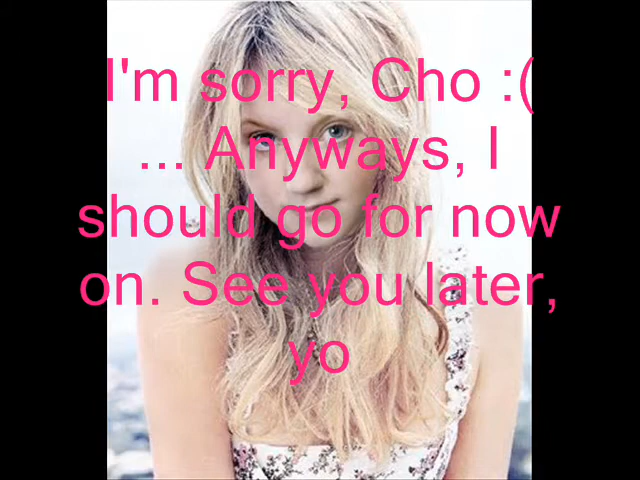 I'm sorry, Cho :(
... Anyways, I
should go for now
on. See you later,
yo